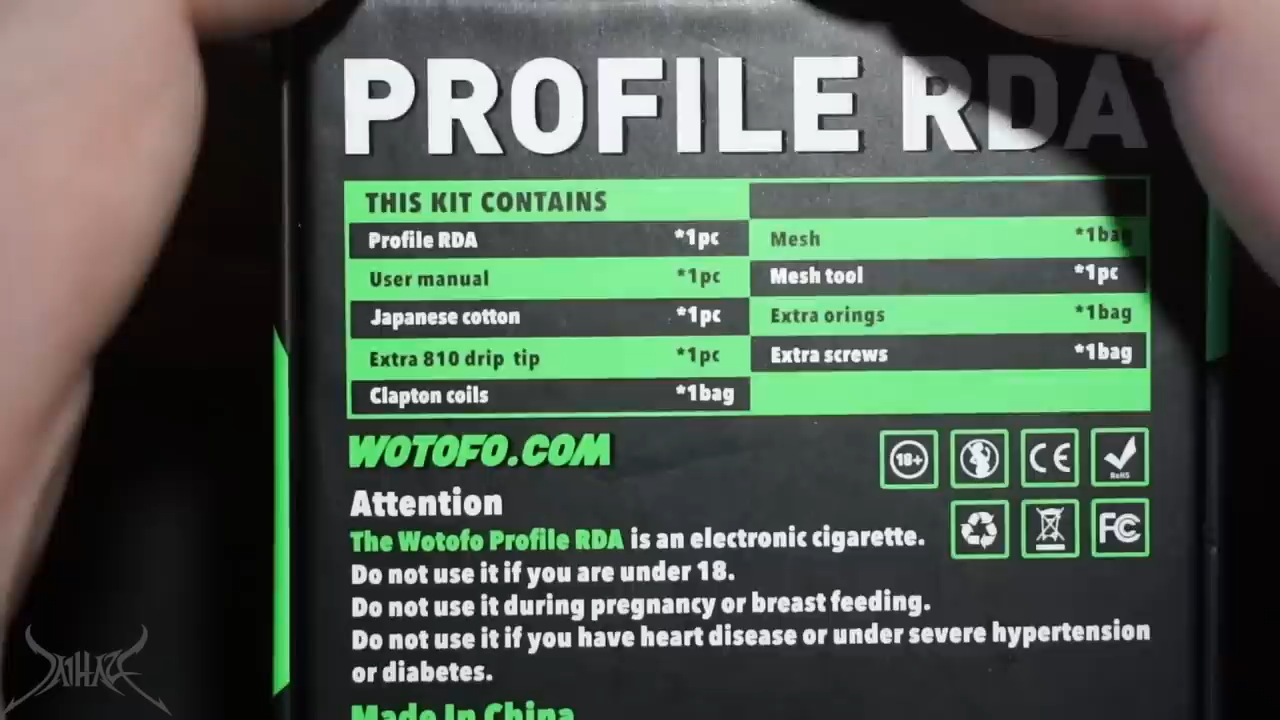 PROFILE RDA
THIS KIT CONTAINS
Profile RDA *1pc
User manual *1pc
Japanese cotton *1pc
Extra 810 drip tip *1pc
Clapton coils *1bag
Mesh *1bag
Mesh tool *1pc
Extra orings *1bag
Extra screws *1bag
WOTOFO.COM
18+
CE
RoHS
FC
Attention
The Wotofo Profile RDA is an electronic cigarette.
Do not use it if you are under 18.
Do not use it during pregnancy or breast feeding.
Do not use it if you have heart disease or under severe hypertension
or diabetes.
Made In China